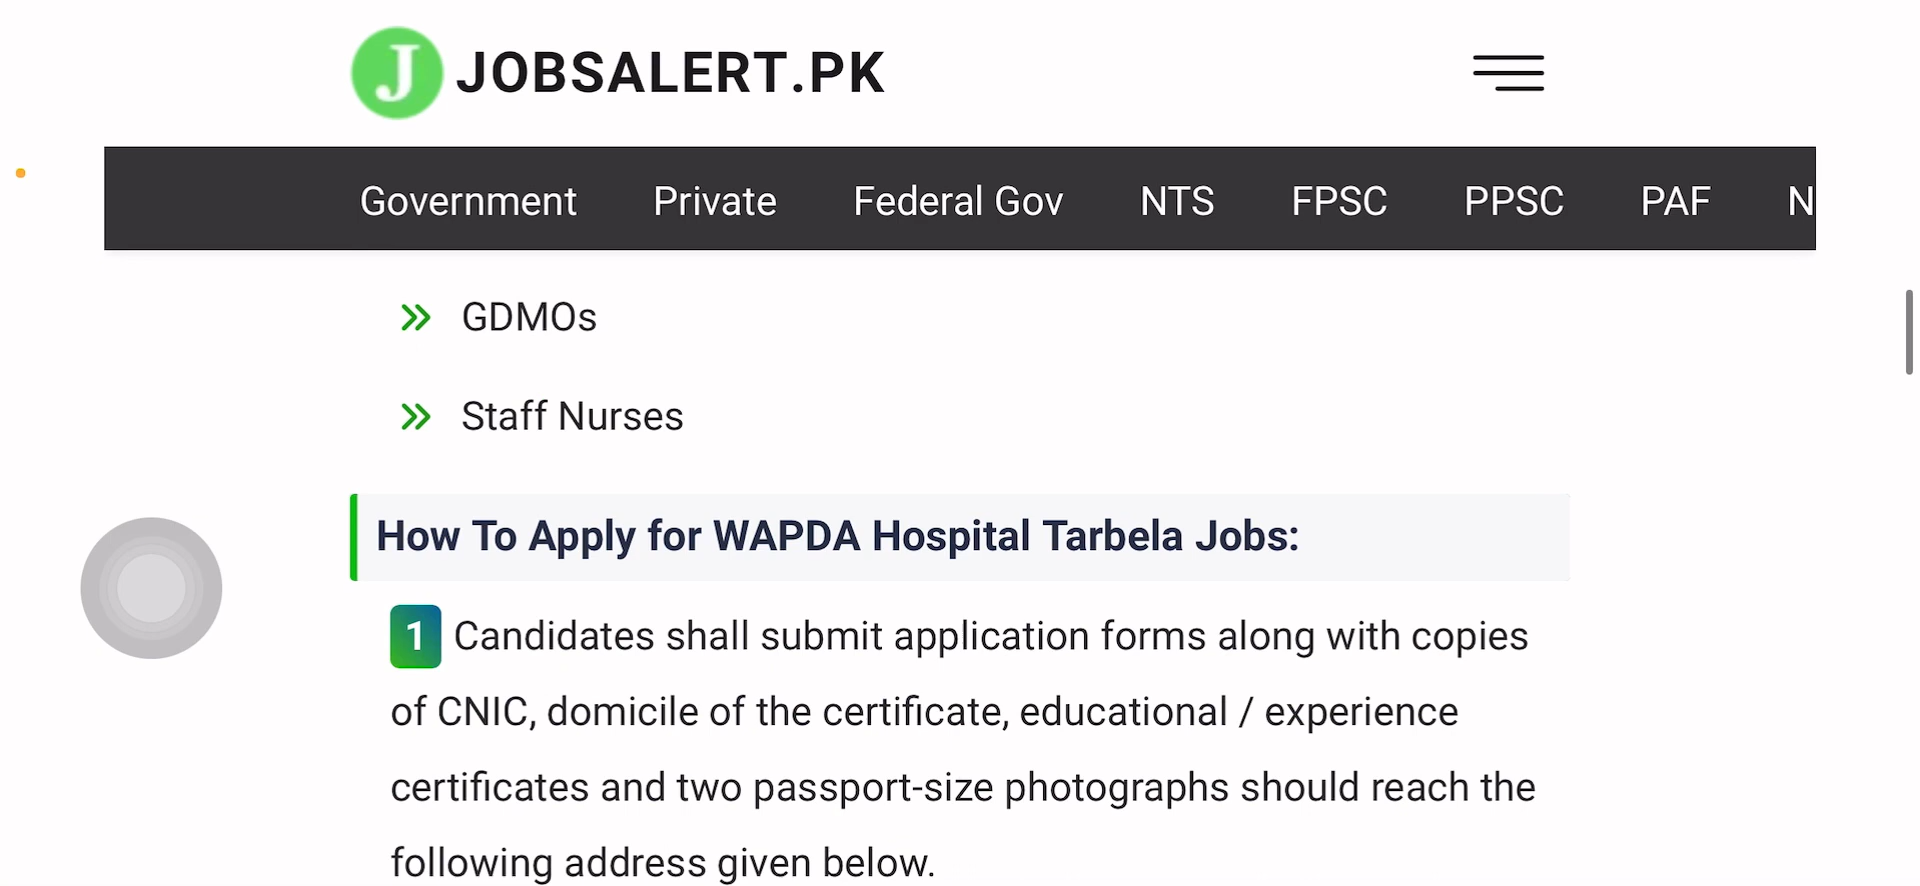 J JOBSALERT.PK
Government Private Federal Gov NTS FPSC PPSC PAF N
GDMOs
Staff Nurses
How To Apply for WAPDA Hospital Tarbela Jobs:
1 Candidates shall submit application forms along with copies
of CNIC, domicile of the certificate, educational / experience
certificates and two passport-size photographs should reach the
following address given below.